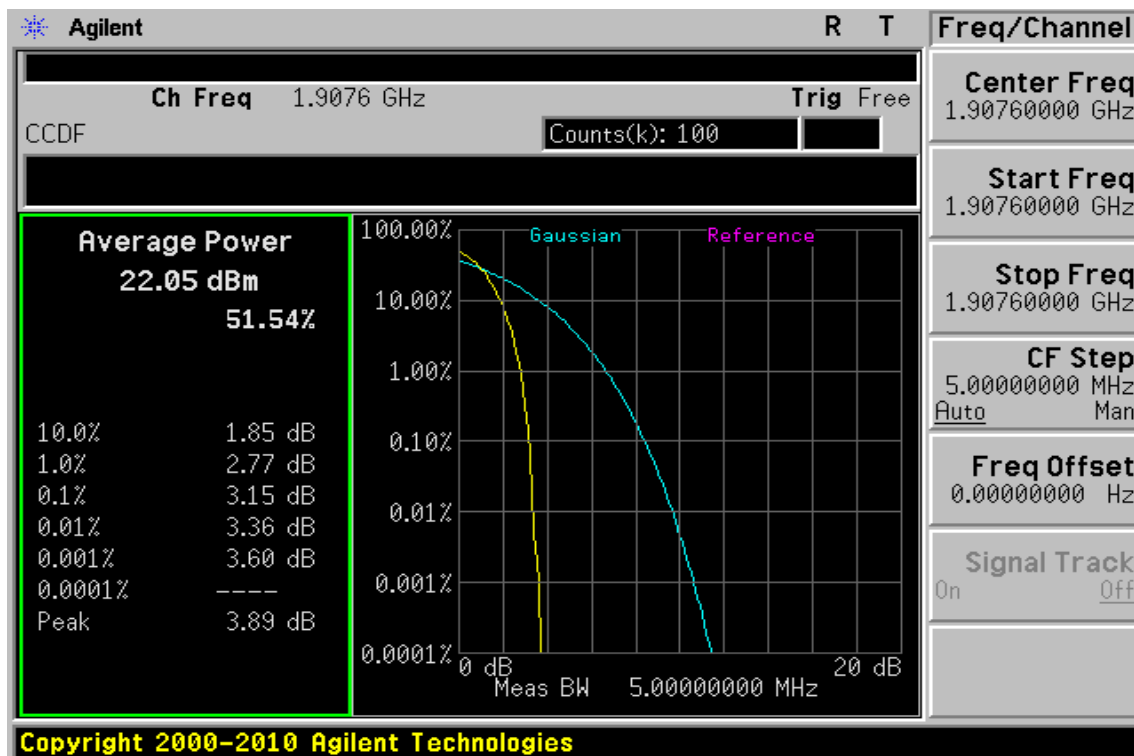 Agilent R T
Ch Freq 1.9076 GHz Trig Free
CCDF Counts(k): 100
Average Power
22.05 dBm
51.54%
10.0% 1.85 dB
1.0% 2.77 dB
0.1% 3.15 dB
0.01% 3.36 dB
0.001% 3.60 dB
0.0001% ----
Peak 3.89 dB
Gaussian Reference
100.00%
10.00%
1.00%
0.10%
0.01%
0.001%
0.0001%
0 dB 20 dB
Meas BW 5.00000000 MHz
Freq/Channel
Center Freq
1.90760000 GHz
Start Freq
1.90760000 GHz
Stop Freq
1.90760000 GHz
CF Step
5.00000000 MHz
Auto Man
Freq Offset
0.00000000 Hz
Signal Track
On Off
Copyright 2000-2010 Agilent Technologies